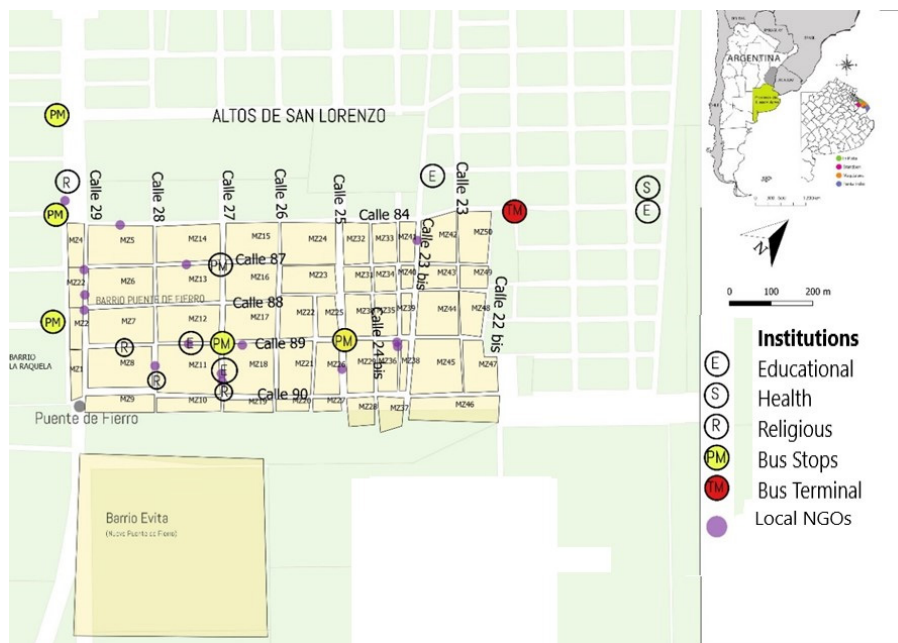 ARGENTINA
ALTOS DE SAN LORENZO
PM
R
E
S
PM
TM
E
Calle 29
Calle 28
Calle 27
Calle 26
Calle 25
Calle 84
Calle 23 bis
Calle 23
MZ4
MZ5
MZ14
MZ15
MZ24
MZ32
MZ33
MZ41
MZ42
MZ50
PM
Calle 87
MZ22
MZ6
MZ13
MZ16
MZ23
MZ31
MZ34
MZ40
MZ43
MZ49
BARRIO PUENTE DE FIERRO
Calle 88
Calle 22 bis
PM
MZ2
MZ7
MZ12
MZ17
MZ22
MZ25
MZ39
MZ44
MZ48
R
E
PM
Calle 89
PM
Calle 24 bis
BARRIO
LA RAQUELA
MZ1
MZ8
MZ11
MZ18
MZ21
MZ26
MZ29
MZ36
MZ38
MZ45
MZ47
R
E
R
Calle 90
MZ9
MZ10
MZ19
MZ20
MZ27
MZ28
MZ37
MZ46
Puente de Fierro
Barrio Evita
(Nuevo Puente de Fierro)
N
0
100
200 m
Institutions
E Educational
S Health
R Religious
PM Bus Stops
TM Bus Terminal
Local NGOs